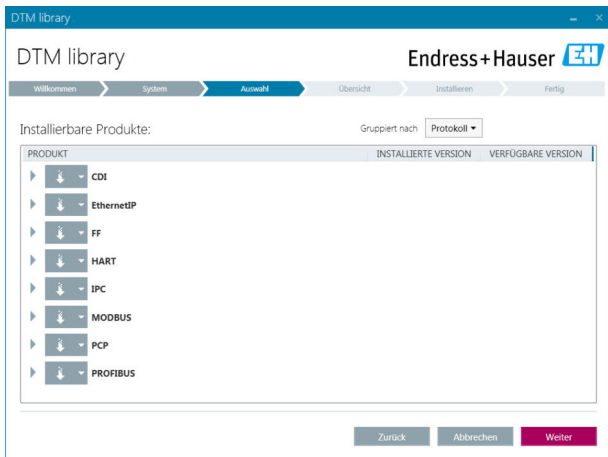 DTM library
DTM library
Endress+Hauser EH
Willkommen System Auswahl Übersicht Installieren Fertig
Installierbare Produkte:
Gruppiert nach Protokoll
PRODUKT INSTALLIERTE VERSION VERFÜGBARE VERSION
CDI
EthernetIP
FF
HART
IPC
MODBUS
PCP
PROFIBUS
Zurück Abbrechen Weiter